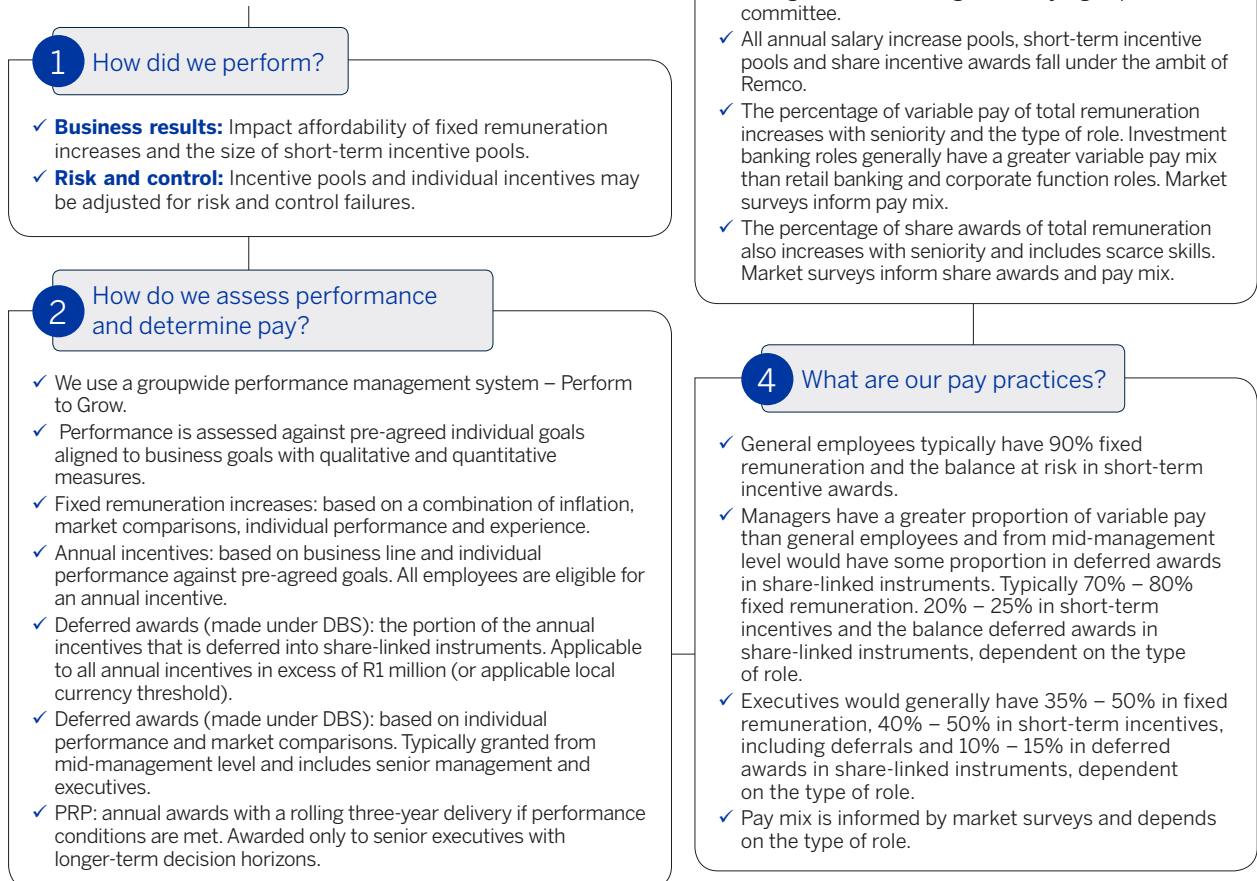 1
How did we perform?
✓ Business results: Impact affordability of fixed remuneration
increases and the size of short-term incentive pools.
✓ Risk and control: Incentive pools and individual incentives may
be adjusted for risk and control failures.
2
How do we assess performance
and determine pay?
✓ We use a groupwide performance management system – Perform
to Grow.
✓ Performance is assessed against pre-agreed individual goals
aligned to business goals with qualitative and quantitative
measures.
✓ Fixed remuneration increases: based on a combination of inflation,
market comparisons, individual performance and experience.
✓ Annual incentives: based on business line and individual
performance against pre-agreed goals. All employees are eligible for
an annual incentive.
✓ Deferred awards (made under DBS): the portion of the annual
incentives that is deferred into share-linked instruments. Applicable
to all annual incentives in excess of R1 million (or applicable local
currency threshold).
✓ Deferred awards (made under DBS): based on individual
performance and market comparisons. Typically granted from
mid-management level and includes senior management and
executives.
✓ PRP: annual awards with a rolling three-year delivery if performance
conditions are met. Awarded only to senior executives with
longer-term decision horizons.
committee.
✓ All annual salary increase pools, short-term incentive
pools and share incentive awards fall under the ambit of
Remco.
✓ The percentage of variable pay of total remuneration
increases with seniority and the type of role. Investment
banking roles generally have a greater variable pay mix
than retail banking and corporate function roles. Market
surveys inform pay mix.
✓ The percentage of share awards of total remuneration
also increases with seniority and includes scarce skills.
Market surveys inform share awards and pay mix.
4
What are our pay practices?
✓ General employees typically have 90% fixed
remuneration and the balance at risk in short-term
incentive awards.
✓ Managers have a greater proportion of variable pay
than general employees and from mid-management
level would have some proportion in deferred awards
in share-linked instruments. Typically 70% – 80%
fixed remuneration. 20% – 25% in short-term
incentives and the balance deferred awards in
share-linked instruments, dependent on the type
of role.
✓ Executives would generally have 35% – 50% in fixed
remuneration, 40% – 50% in short-term incentives,
including deferrals and 10% – 15% in deferred
awards in share-linked instruments, dependent
on the type of role.
✓ Pay mix is informed by market surveys and depends
on the type of role.